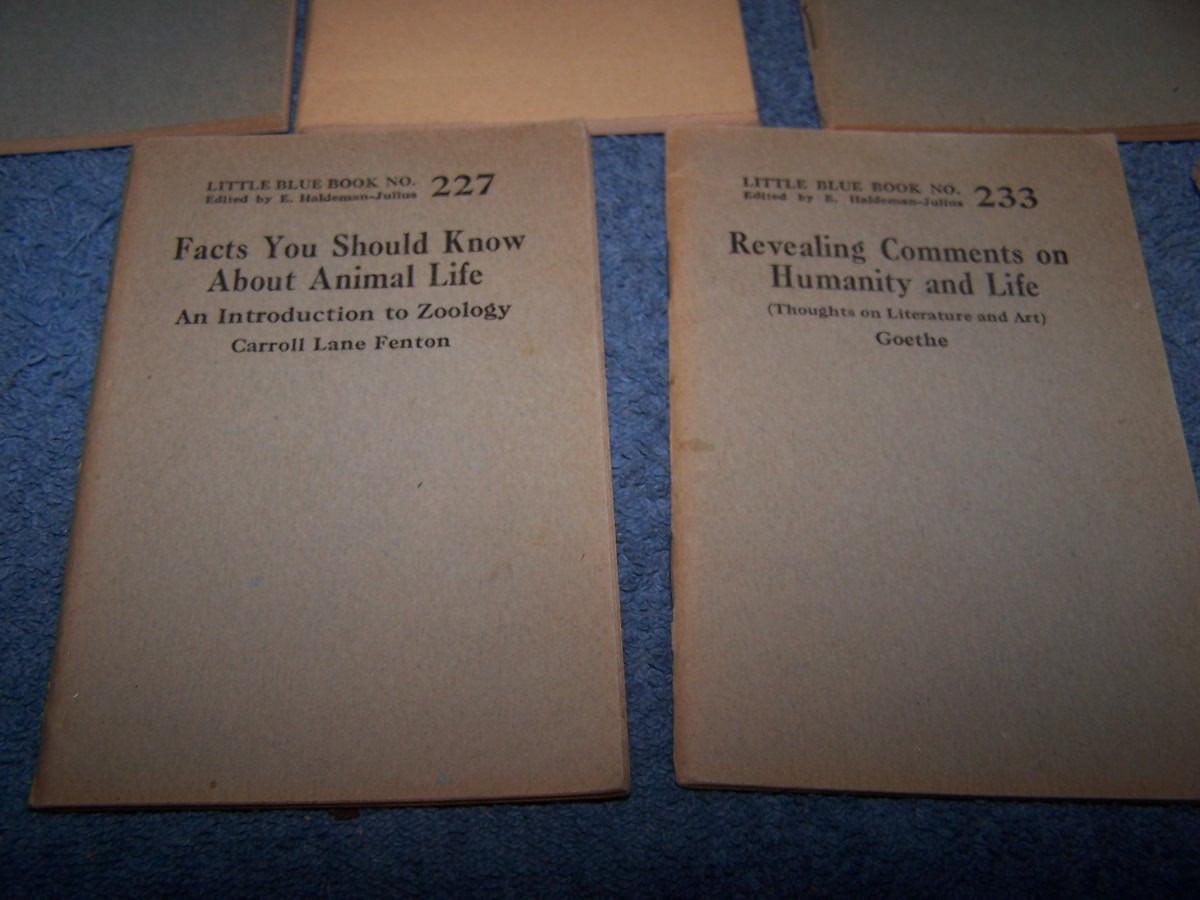 LITTLE BLUE BOOK NO. 227
Edited by E. Haldeman-Julius
Facts You Should Know
About Animal Life
An Introduction to Zoology
Carroll Lane Fenton
LITTLE BLUE BOOK NO. 233
Edited by E. Haldeman-Julius
Revealing Comments on
Humanity and Life
(Thoughts on Literature and Art)
Goethe